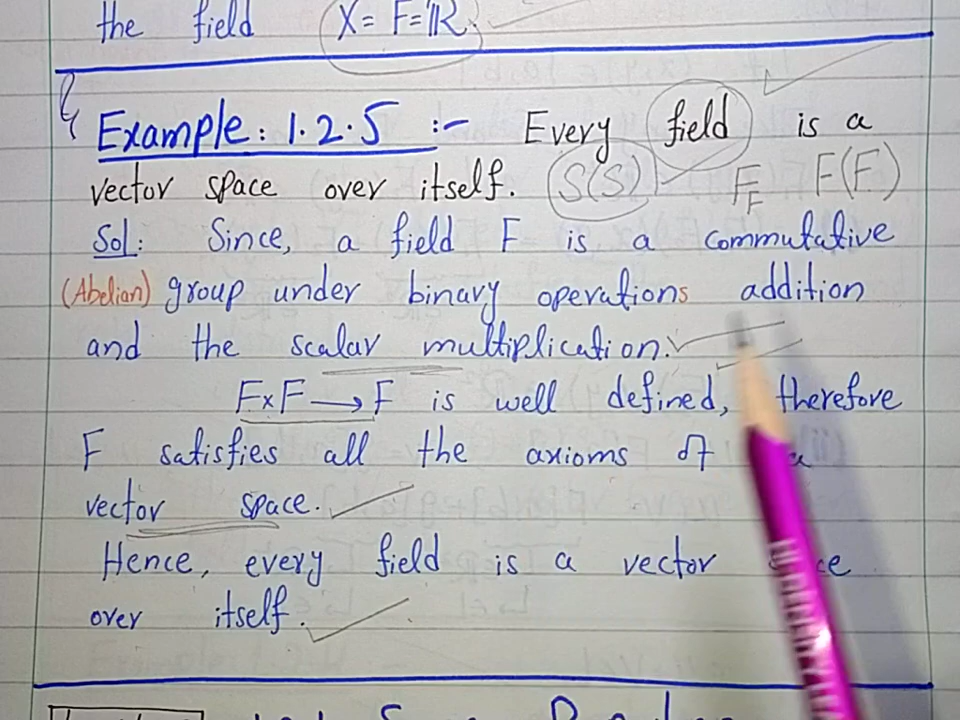 the field X = F = ℝ.
Example: 1.2.5 :- Every field is a
vector space over itself. S(S) F_F F(F)
Sol: Since, a field F is a commutative
(Abelian) group under binary operations addition
and the scalar multiplication.
F×F → F is well defined, therefore
F satisfies all the axioms of a
vector space.
Hence, every field is a vector
over itself.